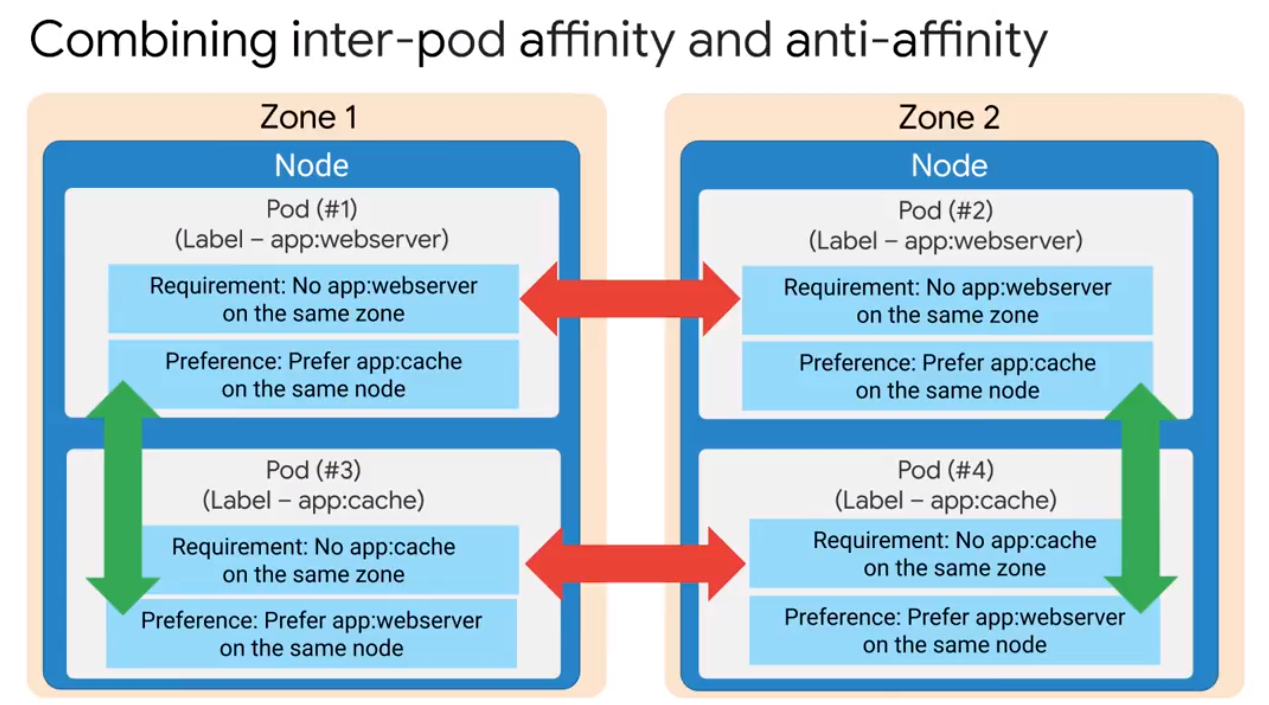 Combining inter-pod affinity and anti-affinity
Zone 1
Node
Pod (#1)
(Label – app:webserver)
Requirement: No app:webserver
on the same zone
Preference: Prefer app:cache
on the same node
Pod (#3)
(Label – app:cache)
Requirement: No app:cache
on the same zone
Preference: Prefer app:webserver
on the same node
Zone 2
Node
Pod (#2)
(Label – app:webserver)
Requirement: No app:webserver
on the same zone
Preference: Prefer app:cache
on the same node
Pod (#4)
(Label – app:cache)
Requirement: No app:cache
on the same zone
Preference: Prefer app:webserver
on the same node